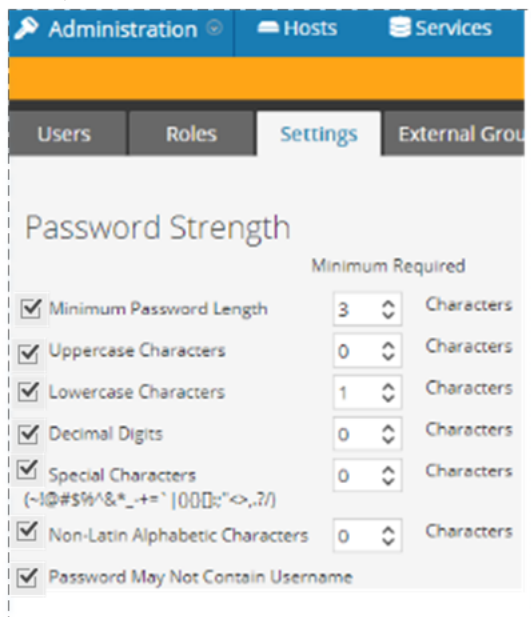 Administration Hosts Services
Users Roles Settings External Grou
Password Strength
Minimum Required
Minimum Password Length 3 Characters
Uppercase Characters 0 Characters
Lowercase Characters 1 Characters
Decimal Digits 0 Characters
Special Characters 0 Characters
(~!@#$%^&*_-+=`|(){}[]:;"<>,.?/)
Non-Latin Alphabetic Characters 0 Characters
Password May Not Contain Username